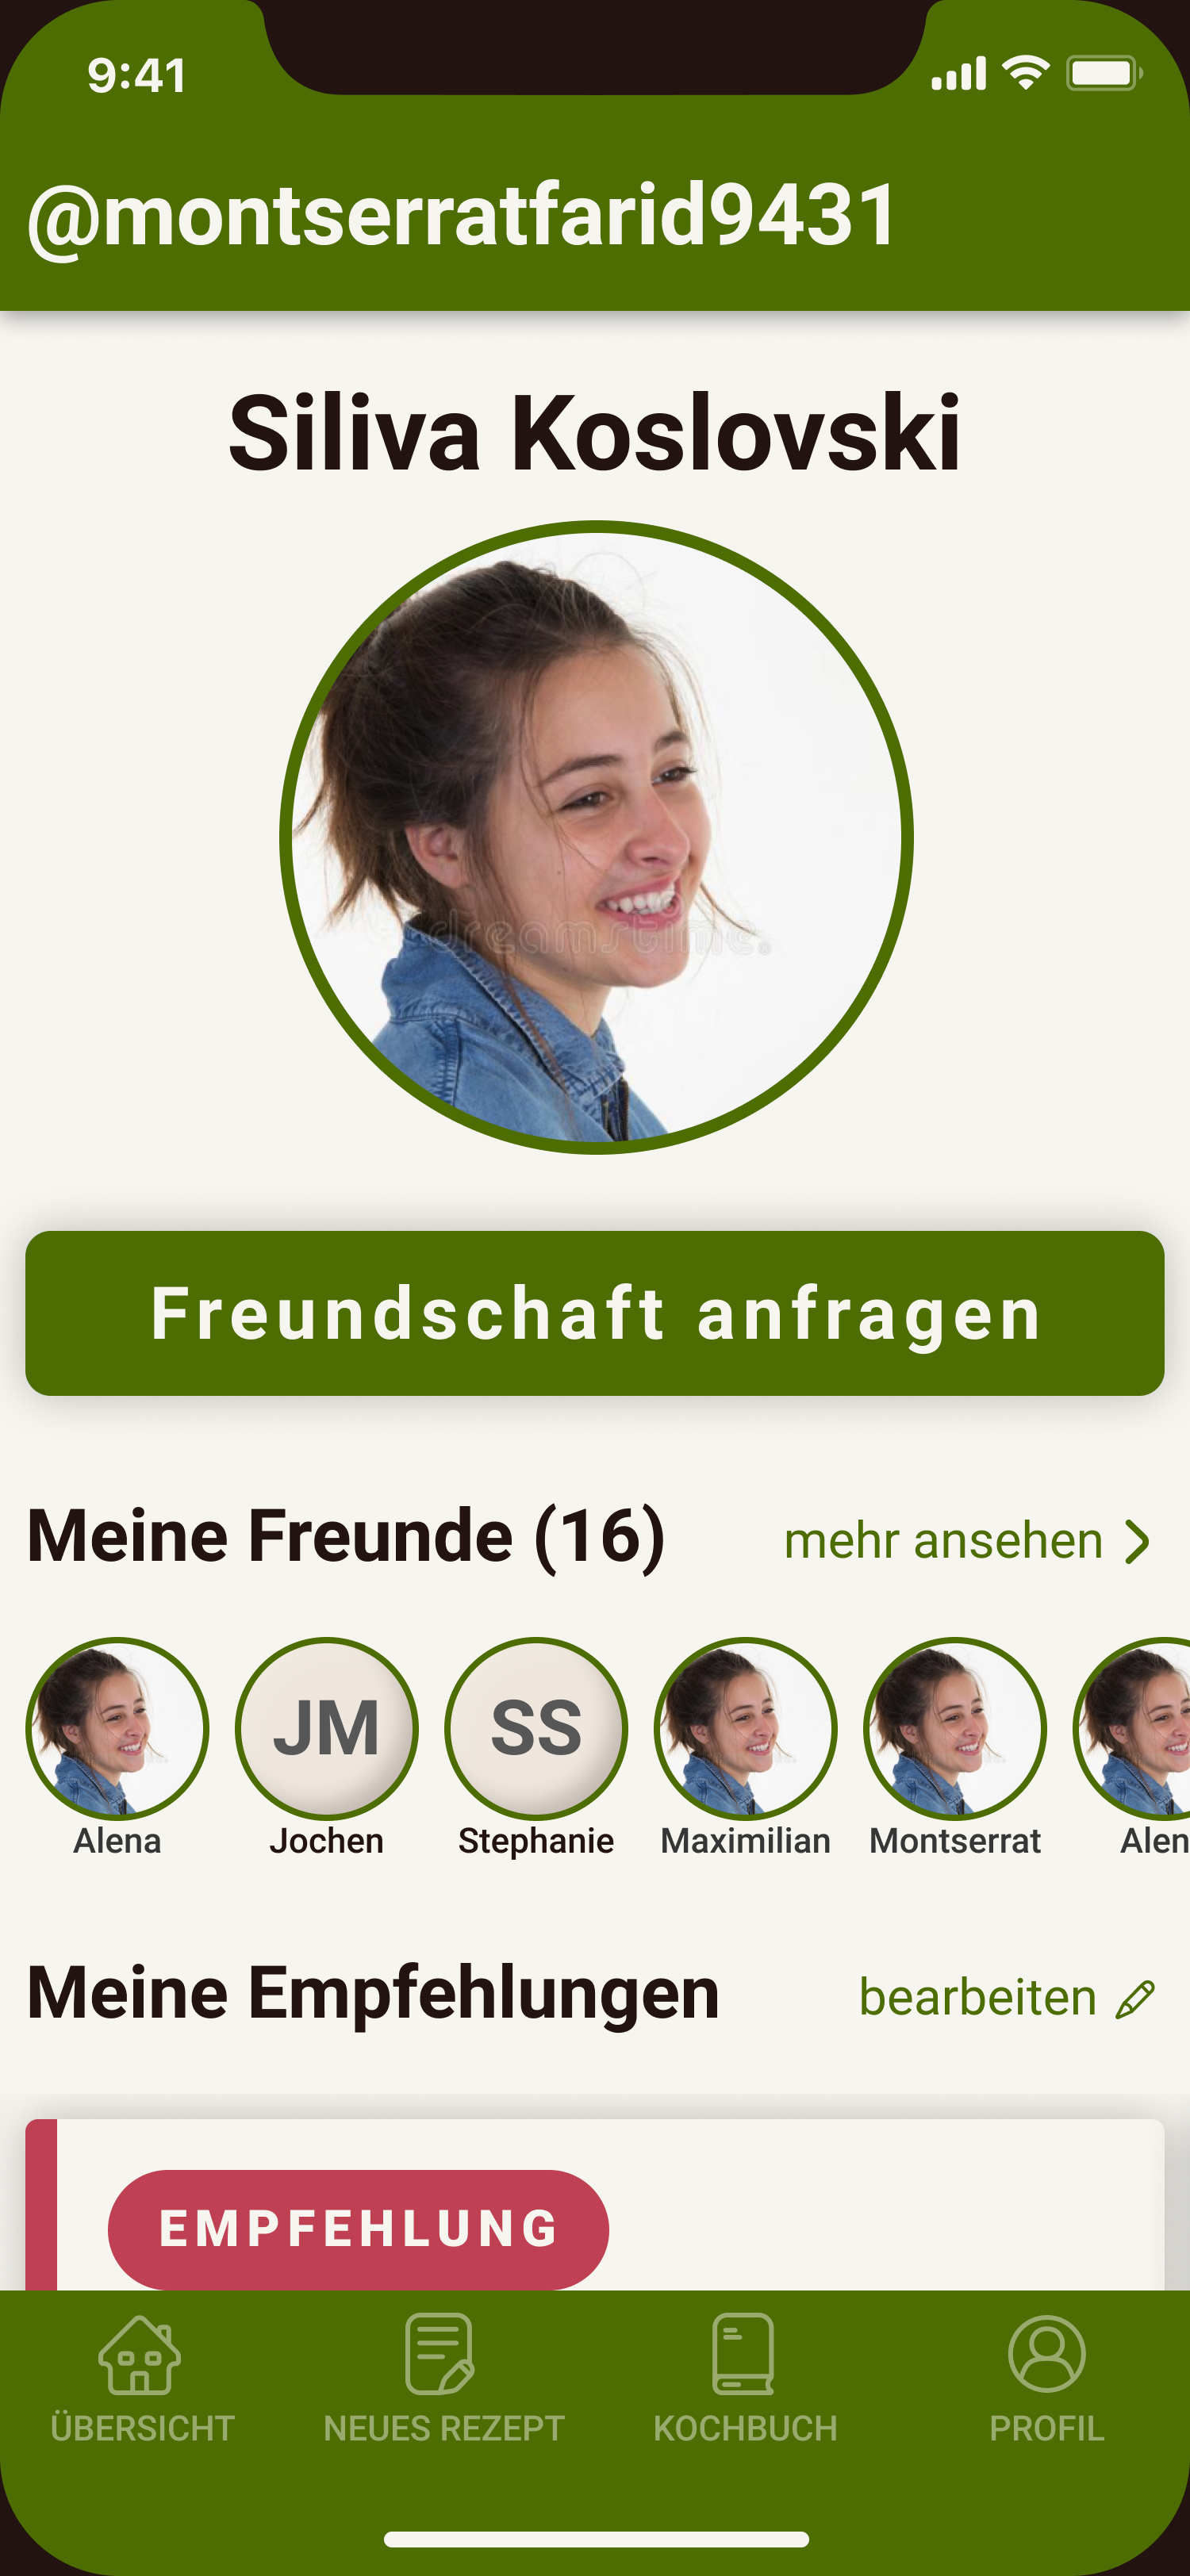 9:41
@montserratfarid9431
Siliva Koslovski
dreamstime.
Freundschaft anfragen
Meine Freunde (16)
mehr ansehen
JM
SS
Alena
Jochen
Stephanie
Maximilian
Montserrat
Alen
Meine Empfehlungen
bearbeiten
EMPFEHLUNG
ÜBERSICHT
NEUES REZEPT
KOCHBUCH
PROFIL